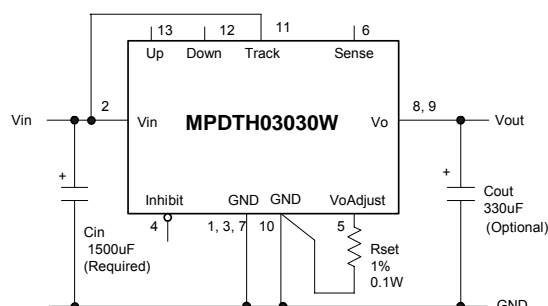 13 12 11 6
Up Down Track Sense
Vin 2 Vin MPDTH03030W Vo 8, 9 Vout
+ +
Inhibit GND GND VoAdjust
4 1, 3, 7 10 5
Cin
1500uF
(Required)
Rset
1%
0.1W
Cout
330uF
(Optional)
GND